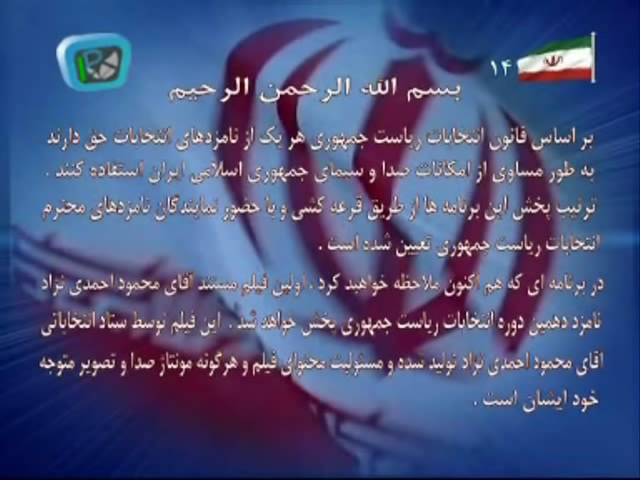 ۱۴
بسم الله الرحمن الرحیم
بر اساس قانون انتخابات ریاست جمهوری هر یک از نامزدهای انتخابات حق دارند
به طور مساوی از امکانات صدا و سیمای جمهوری اسلامی ایران استفاده کنند .
ترتیب پخش این برنامه ها از طریق قرعه کشی و با حضور نمایندگان نامزدهای محترم
انتخابات ریاست جمهوری تعیین شده است .
در برنامه ای که هم اکنون ملاحظه خواهید کرد ، اولین فیلم مستند آقای محمود احمدی نژاد
نامزد دهمین دوره انتخابات ریاست جمهوری پخش خواهد شد . این فیلم توسط ستاد انتخاباتی
آقای محمود احمدی نژاد تولید شده و مسئولیت محتوای فیلم و هرگونه مونتاژ صدا و تصویر متوجه
خود ایشان است .